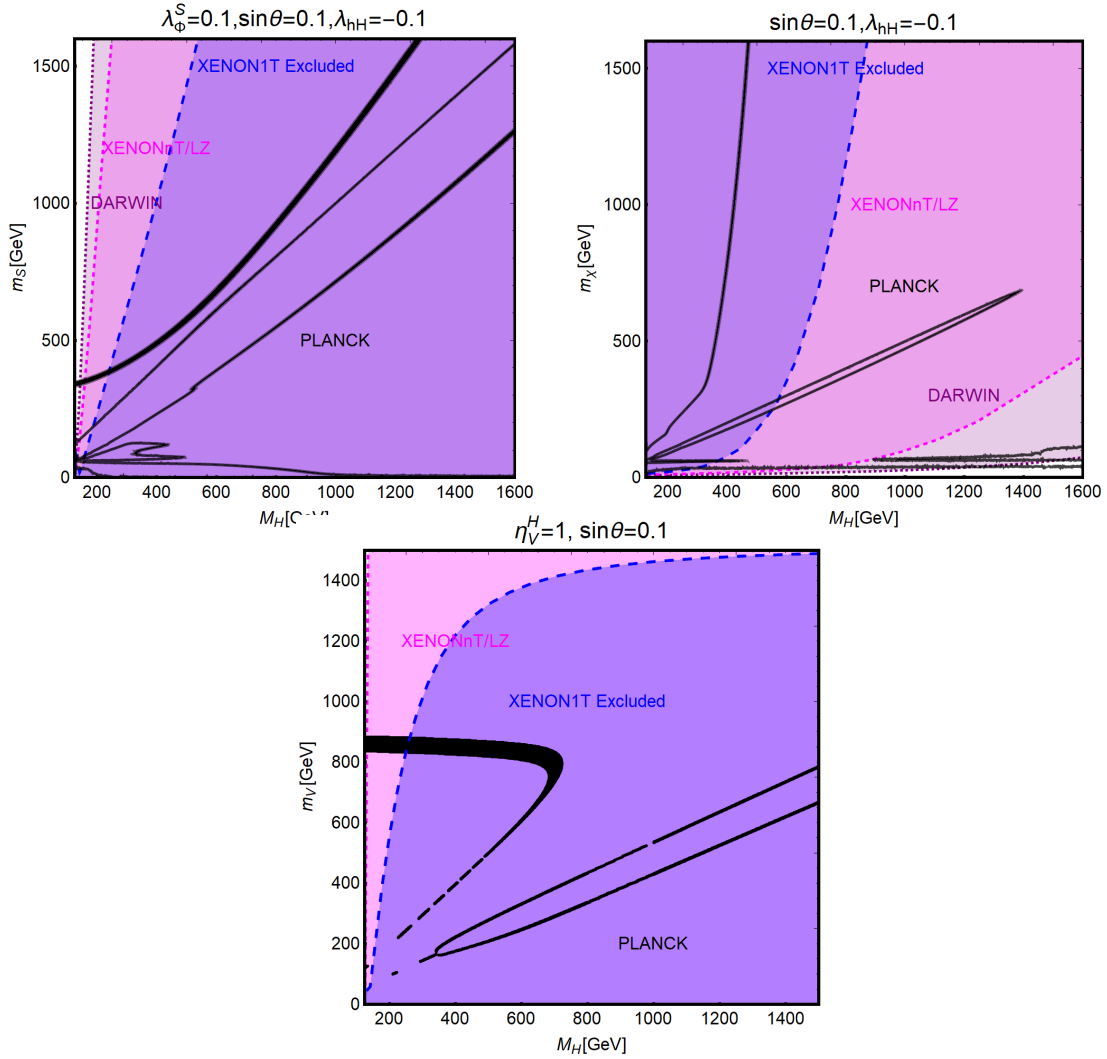 λ_Φ^S=0.1,sinθ=0.1,λ_hH=−0.1
m_S[GeV]
1500
1000
500
0
XENON1T Excluded
XENONnT/LZ
DARWIN
PLANCK
200 400 600 800 1000 1200 1400 1600
M_H[GeV]
sinθ=0.1,λ_hH=−0.1
m_χ[GeV]
1500
1000
500
0
XENON1T Excluded
XENONnT/LZ
PLANCK
DARWIN
200 400 600 800 1000 1200 1400 1600
M_H[GeV]
η_V^H=1, sinθ=0.1
m_V[GeV]
1400
1200
1000
800
600
400
200
0
XENONnT/LZ
XENON1T Excluded
PLANCK
200 400 600 800 1000 1200 1400
M_H[GeV]